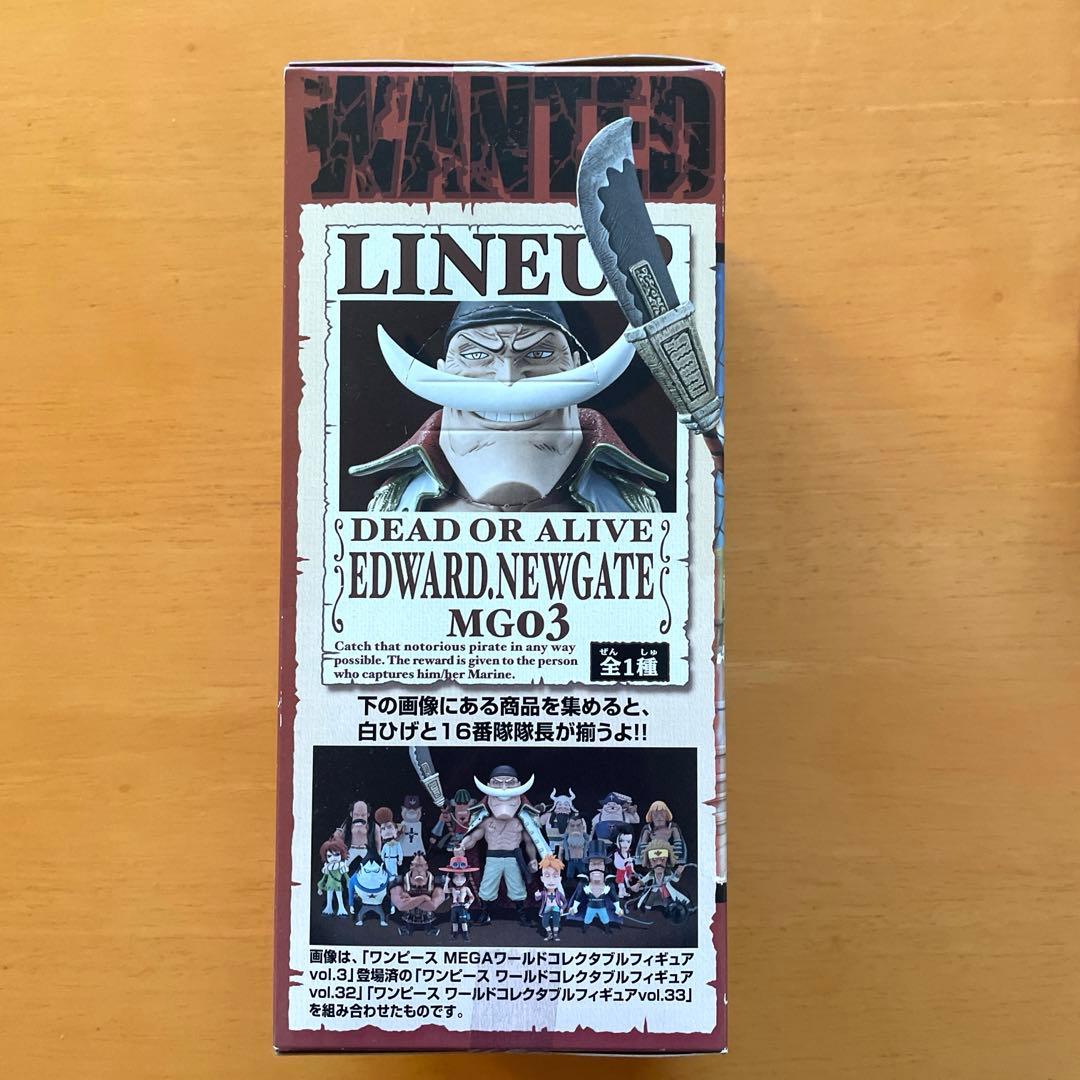 WANTED
LINEUP
DEAD OR ALIVE
EDWARD.NEWGATE
MG03
Catch that notorious pirate in any way
possible. The reward is given to the person
who captures him/her Marine.
ぜん しゅ
全1種
下の画像にある商品を集めると、
白ひげと16番隊隊長が揃うよ!!
画像は、「ワンピース MEGAワールドコレクタブルフィギュア
vol.3」登場済の「ワンピース ワールドコレクタブルフィギュア
vol.32」「ワンピース ワールドコレクタブルフィギュアvol.33」
を組み合わせたものです。